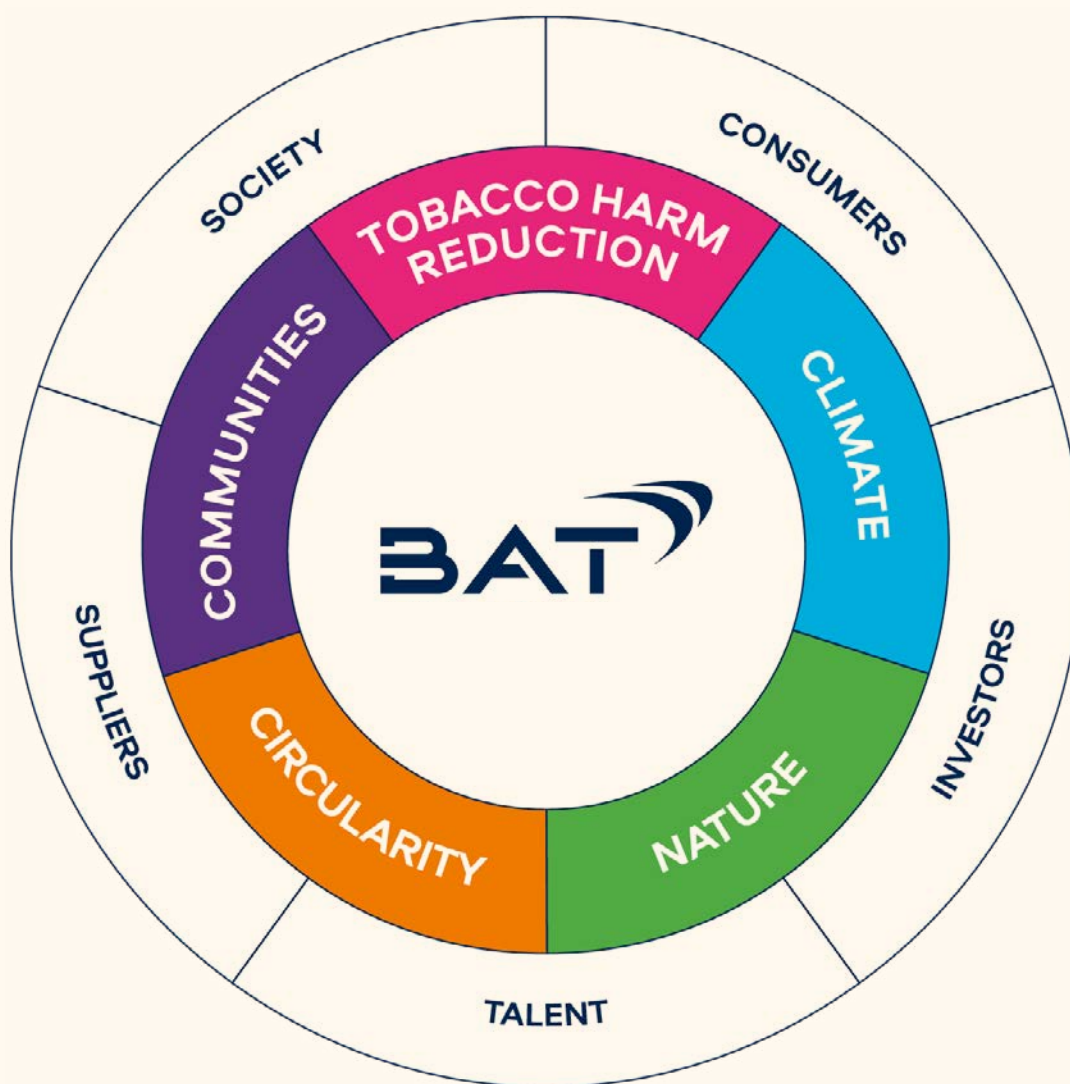 SOCIETY
CONSUMERS
TOBACCO HARM
REDUCTION
COMMUNITIES
CLIMATE
BAT
SUPPLIERS
INVESTORS
CIRCULARITY
NATURE
TALENT